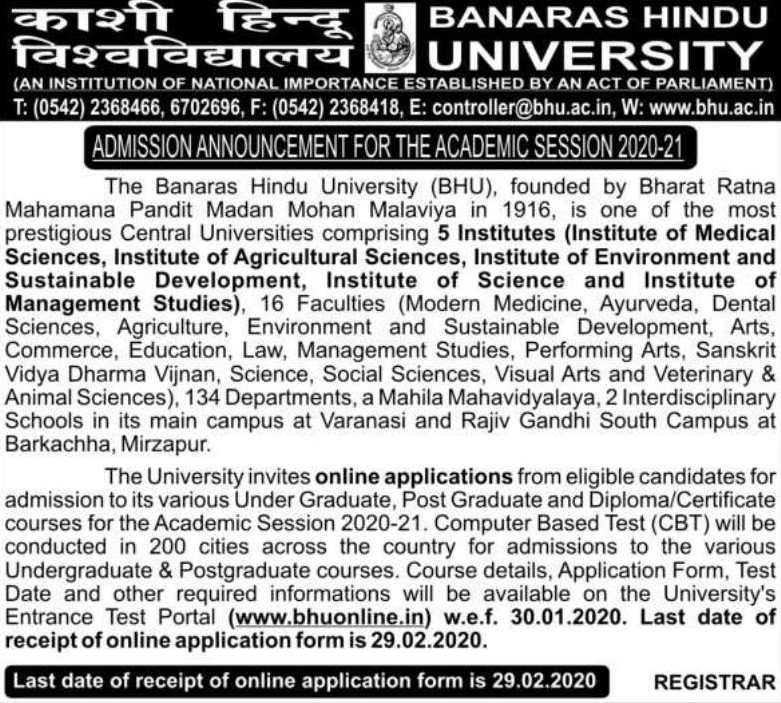 काशी हिन्दू
विश्वविद्यालय
BANARAS HINDU
UNIVERSITY
(AN INSTITUTION OF NATIONAL IMPORTANCE ESTABLISHED BY AN ACT OF PARLIAMENT)
T: (0542) 2368466, 6702696, F: (0542) 2368418, E: controller@bhu.ac.in, W: www.bhu.ac.in
ADMISSION ANNOUNCEMENT FOR THE ACADEMIC SESSION 2020-21
The Banaras Hindu University (BHU), founded by Bharat Ratna
Mahamana Pandit Madan Mohan Malaviya in 1916, is one of the most
prestigious Central Universities comprising 5 Institutes (Institute of Medical
Sciences, Institute of Agricultural Sciences, Institute of Environment and
Sustainable Development, Institute of Science and Institute of
Management Studies), 16 Faculties (Modern Medicine, Ayurveda, Dental
Sciences, Agriculture, Environment and Sustainable Development, Arts,
Commerce, Education, Law, Management Studies, Performing Arts, Sanskrit
Vidya Dharma Vijnan, Science, Social Sciences, Visual Arts and Veterinary &
Animal Sciences), 134 Departments, a Mahila Mahavidyalaya, 2 Interdisciplinary
Schools in its main campus at Varanasi and Rajiv Gandhi South Campus at
Barkachha, Mirzapur.
The University invites online applications from eligible candidates for
admission to its various Under Graduate, Post Graduate and Diploma/Certificate
courses for the Academic Session 2020-21. Computer Based Test (CBT) will be
conducted in 200 cities across the country for admissions to the various
Undergraduate & Postgraduate courses. Course details, Application Form, Test
Date and other required informations will be available on the University's
Entrance Test Portal (www.bhuonline.in) w.e.f. 30.01.2020. Last date of
receipt of online application form is 29.02.2020.
Last date of receipt of online application form is 29.02.2020
REGISTRAR